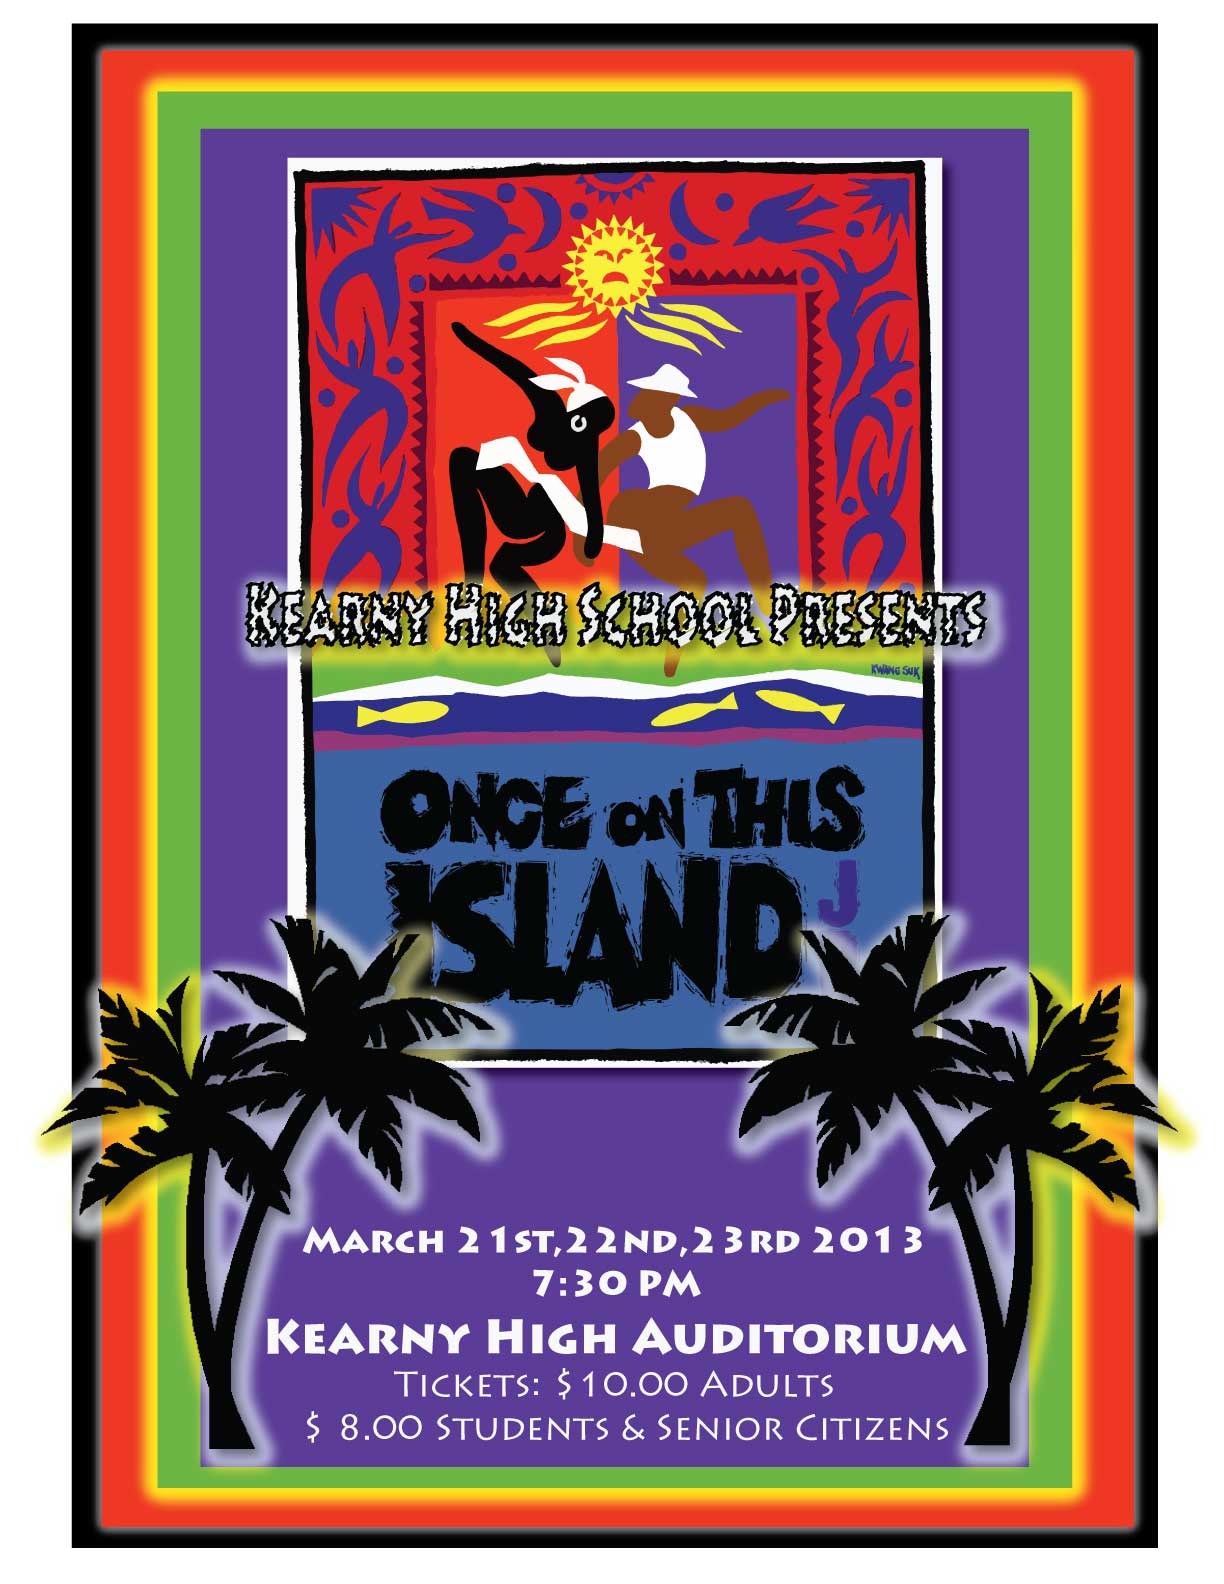 Kearny High School Presents
KWANG SUK
ONCE ON THIS
ISLAND J
March 21st,22nd,23rd 2013
7:30 PM
Kearny High Auditorium
Tickets: $10.00 Adults
$ 8.00 Students & Senior Citizens